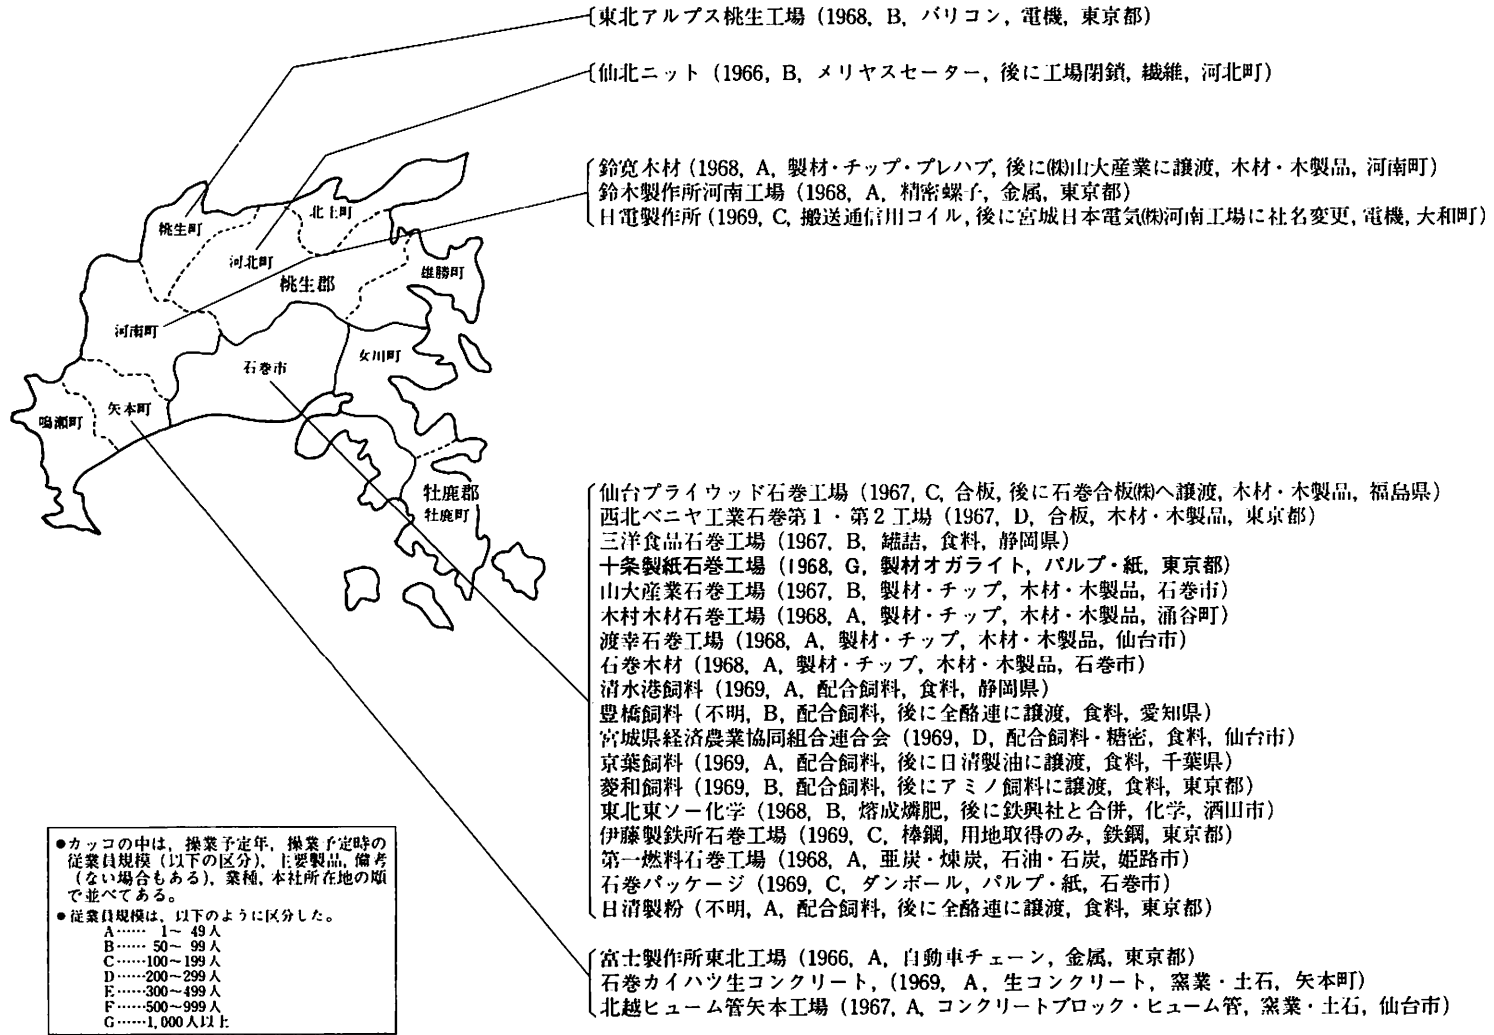 東北アルプス桃生工場 (1968, B, バリコン, 電機, 東京都)
仙北ニット (1966, B, メリヤスセーター, 後に工場閉鎖, 繊維, 河北町)
鈴寛木材 (1968, A, 製材・チップ・プレハブ, 後に㈱山大産業に譲渡, 木材・木製品, 河南町)
鈴木製作所河南工場 (1968, A, 精密螺子, 金属, 東京都)
日電製作所 (1969, C, 搬送通信用コイル, 後に宮城日本電気㈱河南工場に社名変更, 電機, 大和町)
桃生町
北上町
河北町
桃生郡
雄勝町
河南町
石巻市
女川町
矢本町
鳴瀬町
牡鹿郡
牡鹿町
仙台プライウッド石巻工場 (1967, C, 合板, 後に石巻合板㈱へ譲渡, 木材・木製品, 福島県)
西北ベニヤ工業石巻第1・第2工場 (1967, D, 合板, 木材・木製品, 東京都)
三洋食品石巻工場 (1967, B, 罐詰, 食料, 静岡県)
十条製紙石巻工場 (1968, G, 製材オガライト, パルプ・紙, 東京都)
山大産業石巻工場 (1967, B, 製材・チップ, 木材・木製品, 石巻市)
木村木材石巻工場 (1968, A, 製材・チップ, 木材・木製品, 涌谷町)
渡幸石巻工場 (1968, A, 製材・チップ, 木材・木製品, 仙台市)
石巻木材 (1968, A, 製材・チップ, 木材・木製品, 石巻市)
清水港飼料 (1969, A, 配合飼料, 食料, 静岡県)
豊橋飼料 (不明, B, 配合飼料, 後に全酪連に譲渡, 食料, 愛知県)
宮城県経済農業協同組合連合会 (1969, D, 配合飼料・糖密, 食料, 仙台市)
京葉飼料 (1969, A, 配合飼料, 後に日清製油に譲渡, 食料, 千葉県)
菱和飼料 (1969, B, 配合飼料, 後にアミノ飼料に譲渡, 食料, 東京都)
東北東ソー化学 (1968, B, 熔成燐肥, 後に鉄興社と合併, 化学, 酒田市)
伊藤製鉄所石巻工場 (1969, C, 棒鋼, 用地取得のみ, 鉄鋼, 東京都)
第一燃料石巻工場 (1968, A, 亜炭・煉炭, 石油・石炭, 姫路市)
石巻パッケージ (1969, C, ダンボール, パルプ・紙, 石巻市)
日清製粉 (不明, A, 配合飼料, 後に全酪連に譲渡, 食料, 東京都)
富士製作所東北工場 (1966, A, 自動車チェーン, 金属, 東京都)
石巻カイハツ生コンクリート, (1969, A, 生コンクリート, 窯業・土石, 矢本町)
北越ヒューム管矢本工場 (1967, A, コンクリートブロック・ヒューム管, 窯業・土石, 仙台市)
●カッコの中は, 操業予定年, 操業予定時の
従業員規模 (以下の区分), 主要製品, 備考
(ない場合もある), 業種, 本社所在地の順
で並べてある。
●従業員規模は, 以下のように区分した。
A…… 1～ 49人
B…… 50～ 99人
C……100～199人
D……200～299人
E……300～499人
F……500～999人
G……1,000人以上